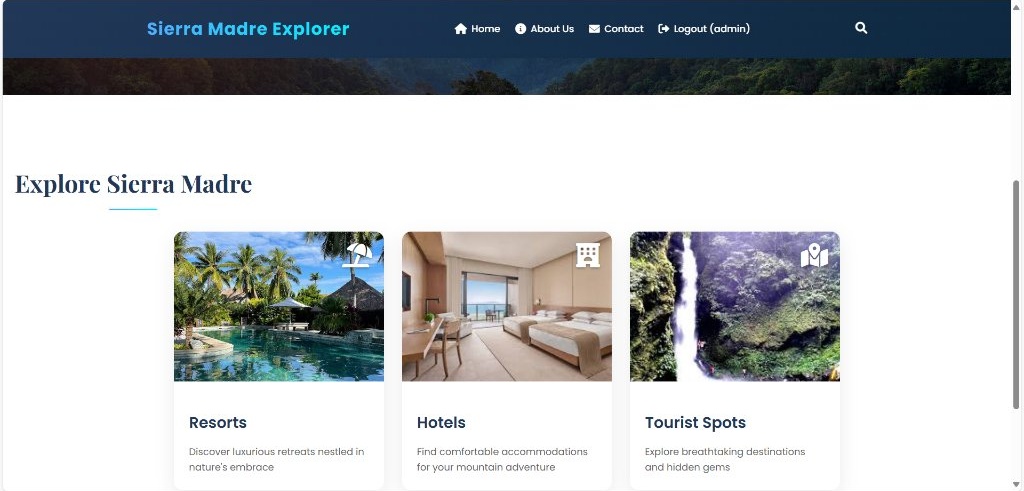 Sierra Madre Explorer
Home
About Us
Contact
Logout (admin)
Explore Sierra Madre
Resorts
Discover luxurious retreats nestled in
nature's embrace
Hotels
Find comfortable accommodations
for your mountain adventure
Tourist Spots
Explore breathtaking destinations
and hidden gems